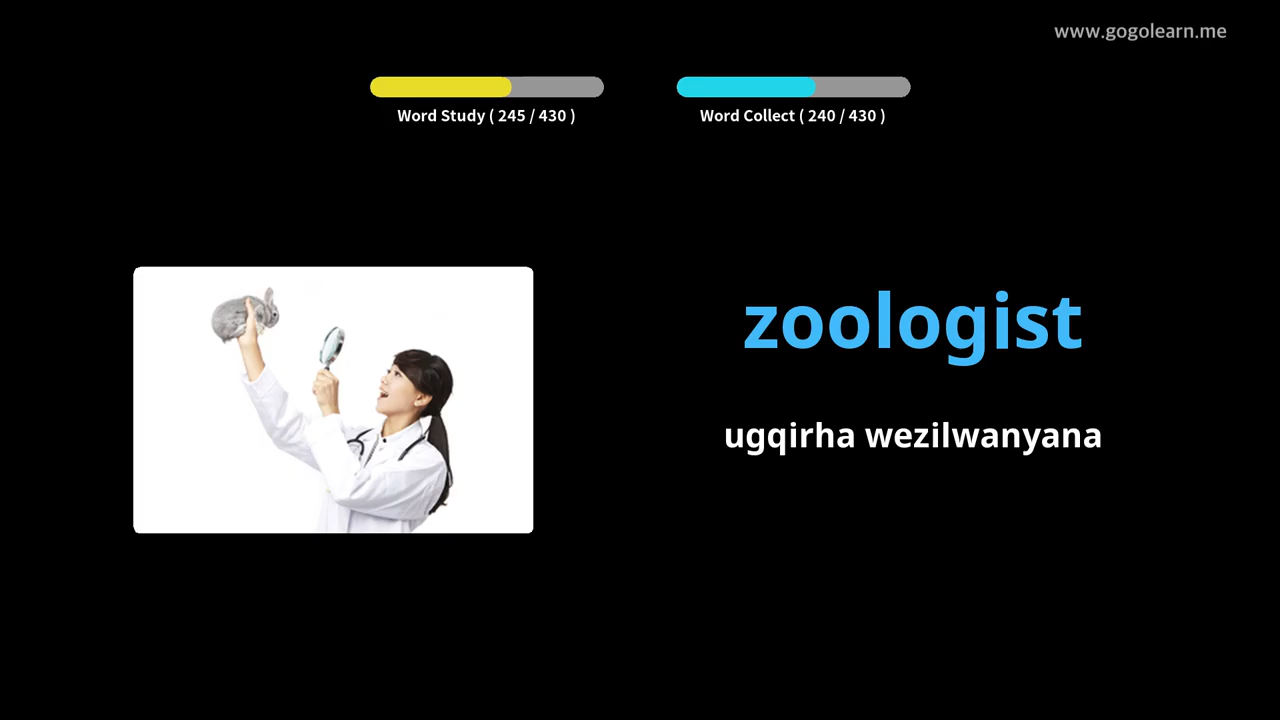 www.gogolearn.me
Word Study ( 245 / 430 )
Word Collect ( 240 / 430 )
zoologist
ugqirha wezilwanyana